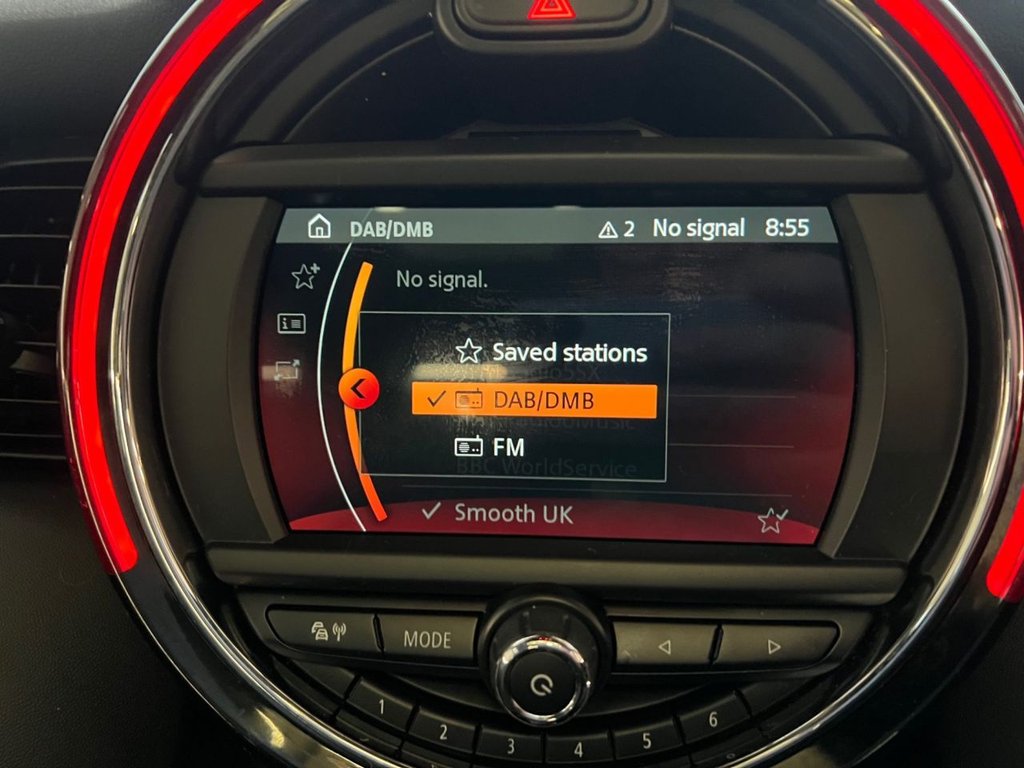 DAB/DMB 2 No signal 8:55
No signal.
Saved stations
DAB/DMB
FM
BBC WorldService
Smooth UK
MODE
1 2 3 4 5 6